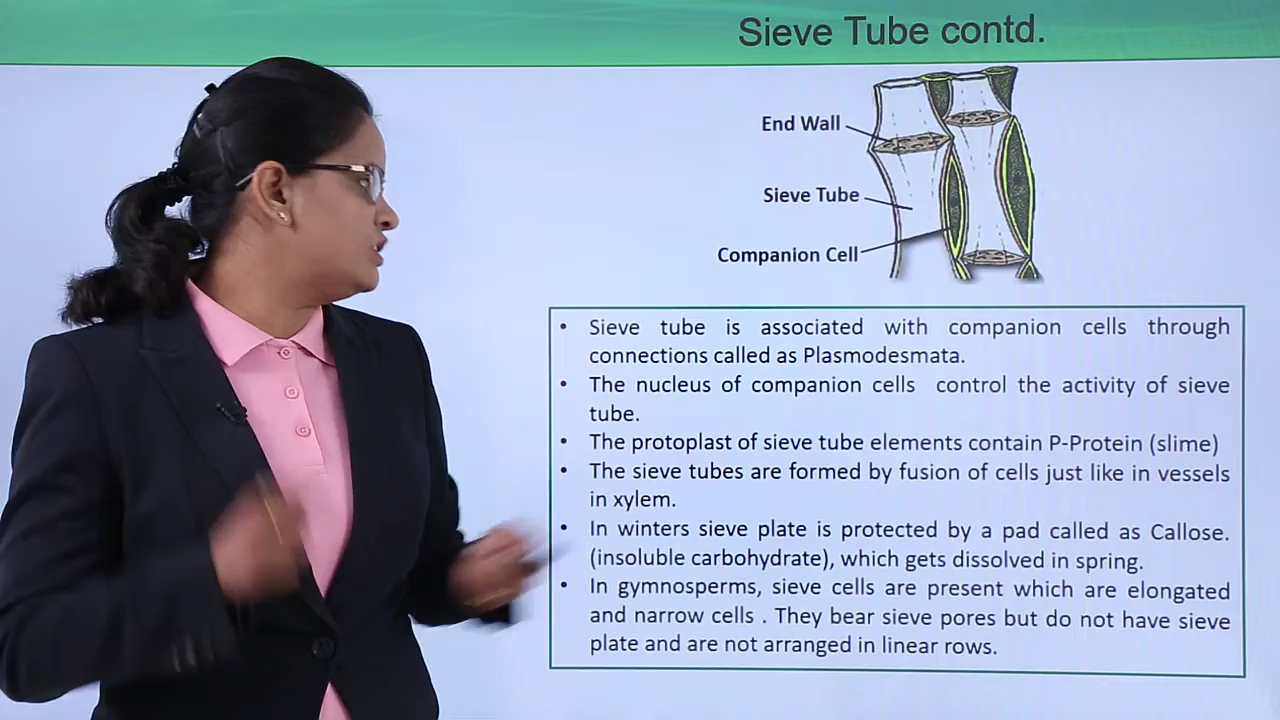 Sieve Tube contd.
End Wall
Sieve Tube
Companion Cell
• Sieve tube is associated with companion cells through
connections called as Plasmodesmata.
• The nucleus of companion cells control the activity of sieve
tube.
• The protoplast of sieve tube elements contain P-Protein (slime)
• The sieve tubes are formed by fusion of cells just like in vessels
in xylem.
• In winters sieve plate is protected by a pad called as Callose.
(insoluble carbohydrate), which gets dissolved in spring.
• In gymnosperms, sieve cells are present which are elongated
and narrow cells . They bear sieve pores but do not have sieve
plate and are not arranged in linear rows.